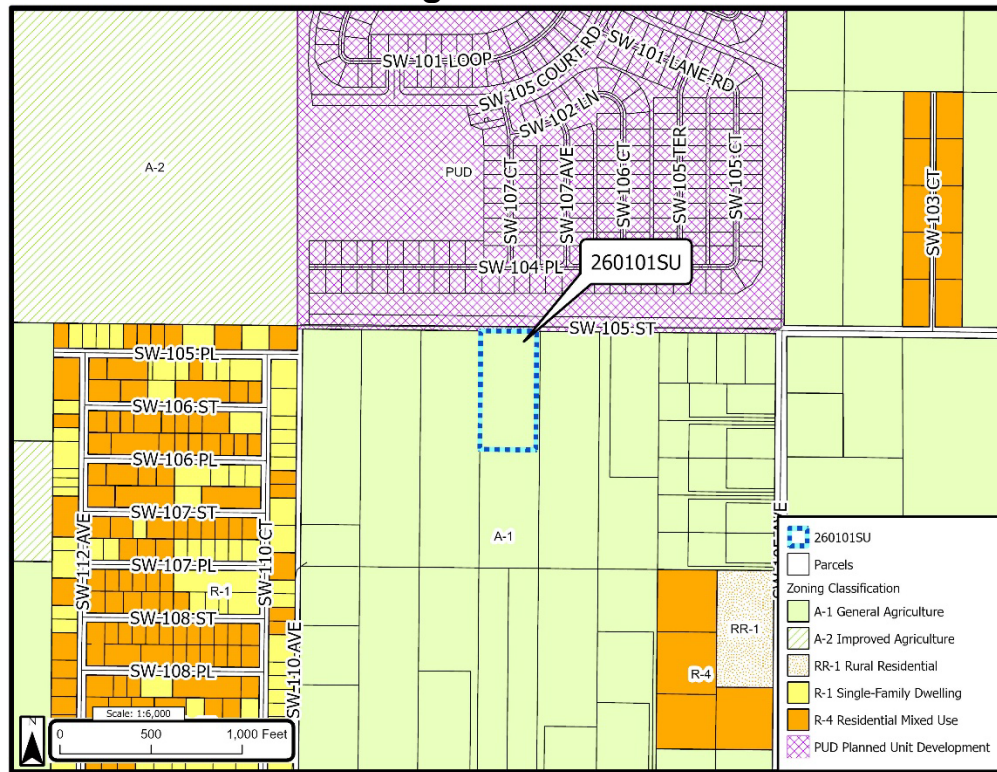 SW 101 LOOP
SW 105 COURT RD
SW 101 LANE RD
SW 102 LN
A-2
PUD
SW 107 CT
SW 107 AVE
SW 106 CT
SW 105 TER
SW 105 CT
SW 103 CT
SW 104 PL
260101SU
SW 105 ST
SW 105 PL
SW 106 ST
SW 106 PL
SW 107 ST
SW 107 PL
R-1
SW 108 ST
SW 108 PL
SW 112 AVE
SW 110 CT
SW 110 AVE
A-1
RR-1
R-4
260101SU
Parcels
Zoning Classification
A-1 General Agriculture
A-2 Improved Agriculture
RR-1 Rural Residential
R-1 Single-Family Dwelling
R-4 Residential Mixed Use
PUD Planned Unit Development
N
Scale: 1:6,000
0 500 1,000 Feet